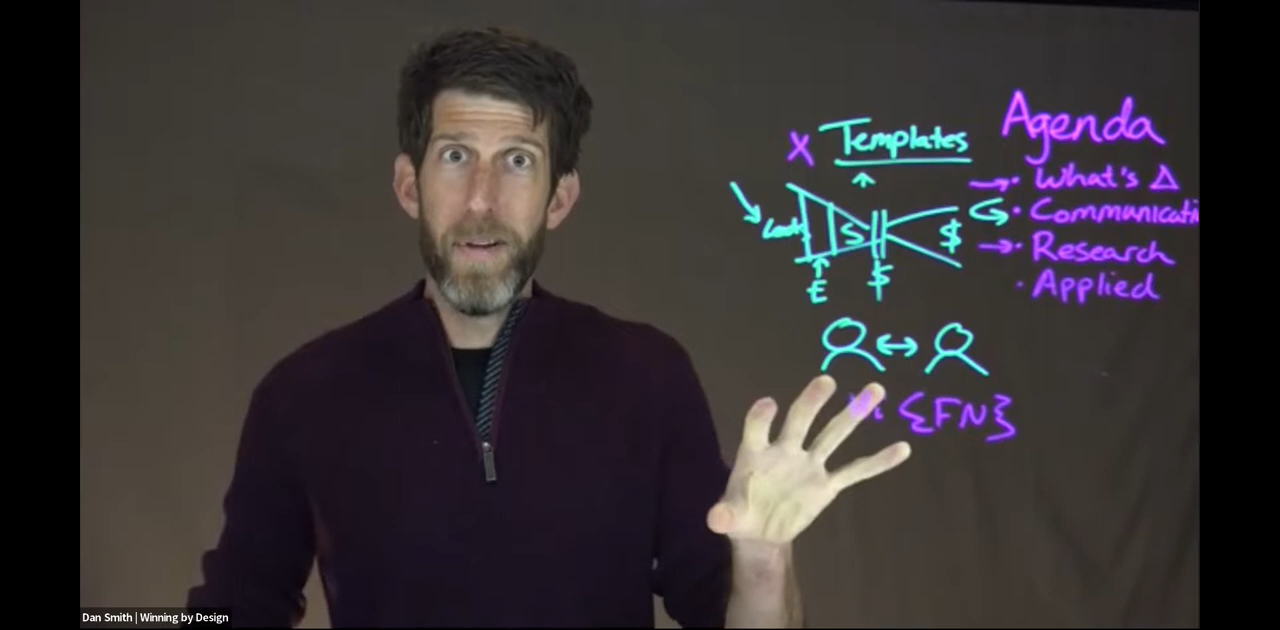 X Templates
Agenda
→· What's Δ
· Communicati
→· Research
· Applied
S
$
E
$
{FN}
Dan Smith | Winning by Design